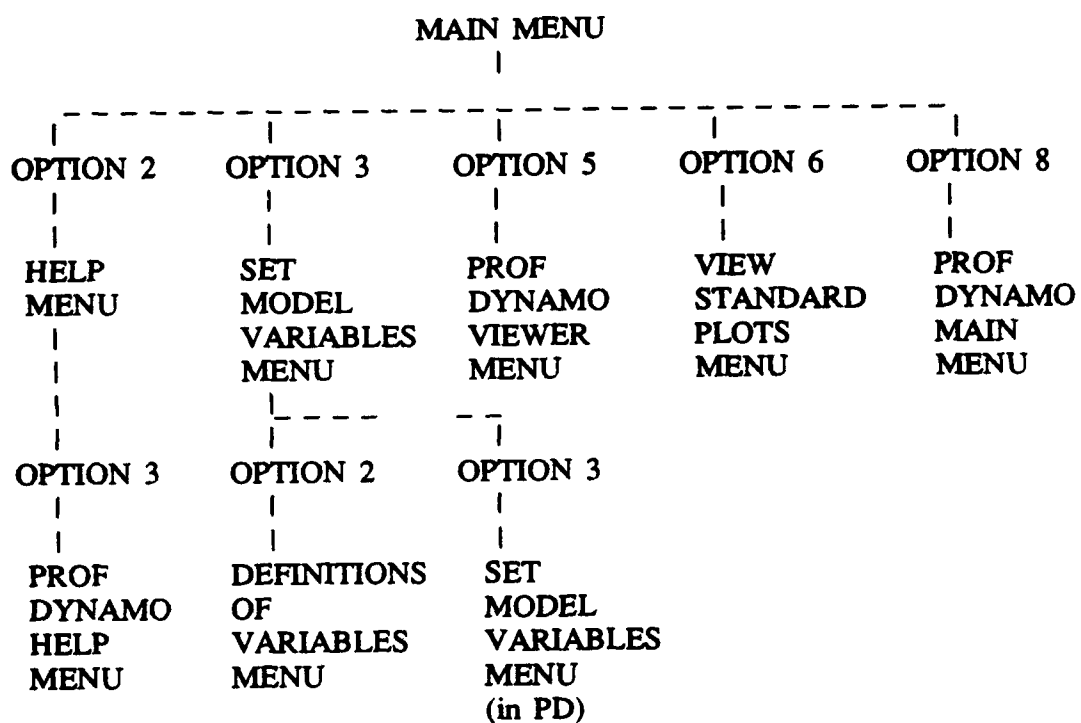 MAIN MENU
OPTION 2 OPTION 3 OPTION 5 OPTION 6 OPTION 8
HELP SET PROF VIEW PROF
MENU MODEL DYNAMO STANDARD DYNAMO
VARIABLES VIEWER PLOTS MAIN
MENU MENU MENU MENU
OPTION 3 OPTION 2 OPTION 3
PROF DEFINITIONS SET
DYNAMO OF MODEL
HELP VARIABLES VARIABLES
MENU MENU MENU
(in PD)